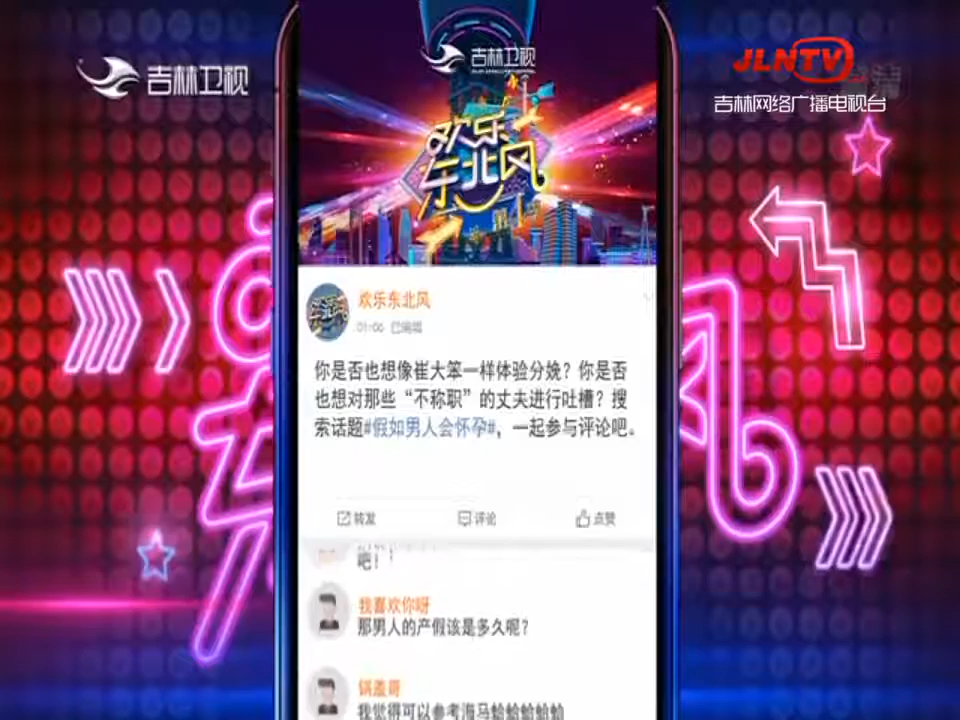 吉林卫视
吉林卫视
JLNTV
吉林网络广播电视台
欢乐
东北风
欢乐东北风
01:06 已编辑
你是否也想像崔大笨一样体验分娩？你是否
也想对那些“不称职”的丈夫进行吐槽？搜
索话题#假如男人会怀孕#，一起参与评论吧。
转发
评论
点赞
吧！！
我喜欢你呀
那男人的产假该是多久呢？
锅盖哥
我觉得可以参考海马蛤蛤蛤蛤蛤